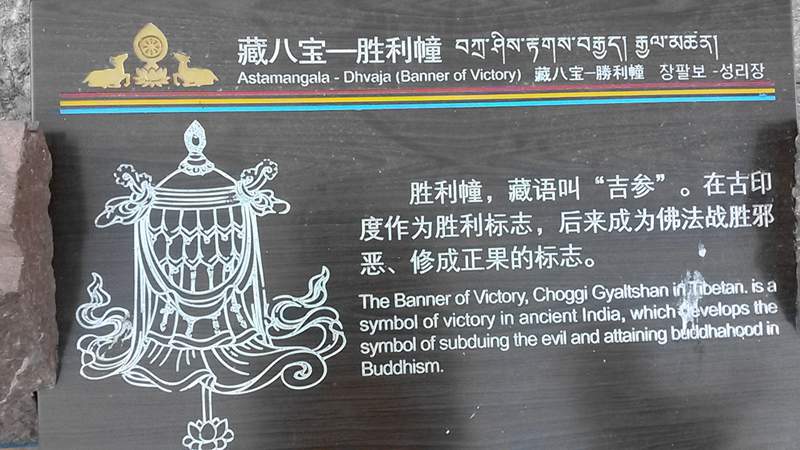 藏八宝—胜利幢 བཀྲ་ཤིས་རྟགས་བརྒྱད། རྒྱལ་མཚན།
Astamangala - Dhvaja (Banner of Victory) 藏八宝—勝利幢 장팔보 -성리장
胜利幢，藏语叫“吉参”。在古印
度作为胜利标志，后来成为佛法战胜邪
恶、修成正果的标志。
The Banner of Victory, Choggi Gyaltshan in Tibetan. is a
symbol of victory in ancient India, which develops the
symbol of subduing the evil and attaining buddhahood in
Buddhism.